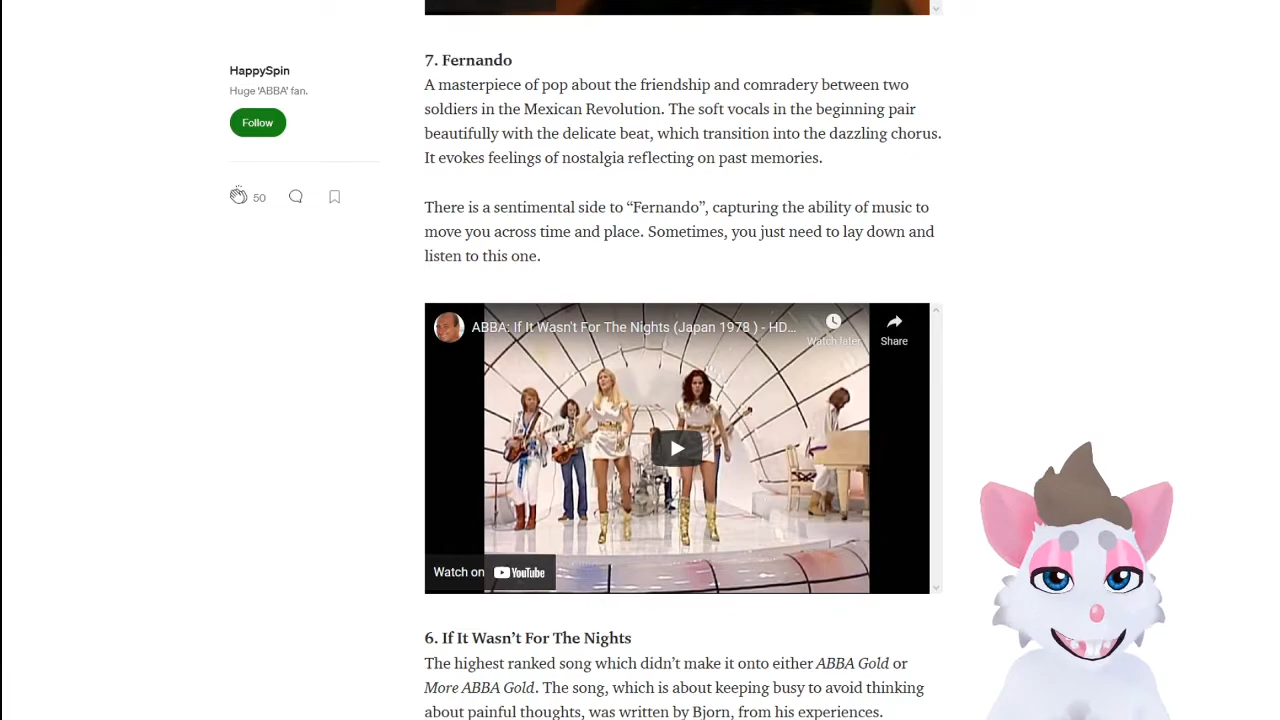 HappySpin
Huge ‘ABBA’ fan.
Follow
50
7. Fernando
A masterpiece of pop about the friendship and comradery between two
soldiers in the Mexican Revolution. The soft vocals in the beginning pair
beautifully with the delicate beat, which transition into the dazzling chorus.
It evokes feelings of nostalgia reflecting on past memories.
There is a sentimental side to “Fernando”, capturing the ability of music to
move you across time and place. Sometimes, you just need to lay down and
listen to this one.
ABBA: If It Wasn't For The Nights (Japan 1978 ) - HD...
Watch later
Share
Watch on YouTube
6. If It Wasn’t For The Nights
The highest ranked song which didn’t make it onto either ABBA Gold or
More ABBA Gold. The song, which is about keeping busy to avoid thinking
about painful thoughts, was written by Bjorn, from his experiences.